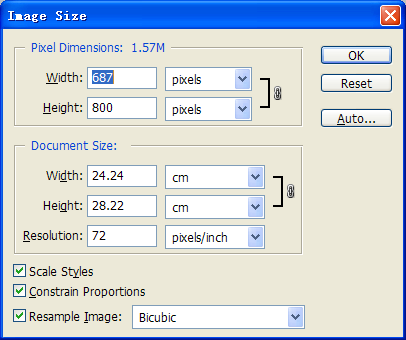 Image Size
Pixel Dimensions: 1.57M
OK
Width: 687 pixels
Reset
Height: 800 pixels
Auto...
Document Size:
Width: 24.24 cm
Height: 28.22 cm
Resolution: 72 pixels/inch
Scale Styles
Constrain Proportions
Resample Image: Bicubic